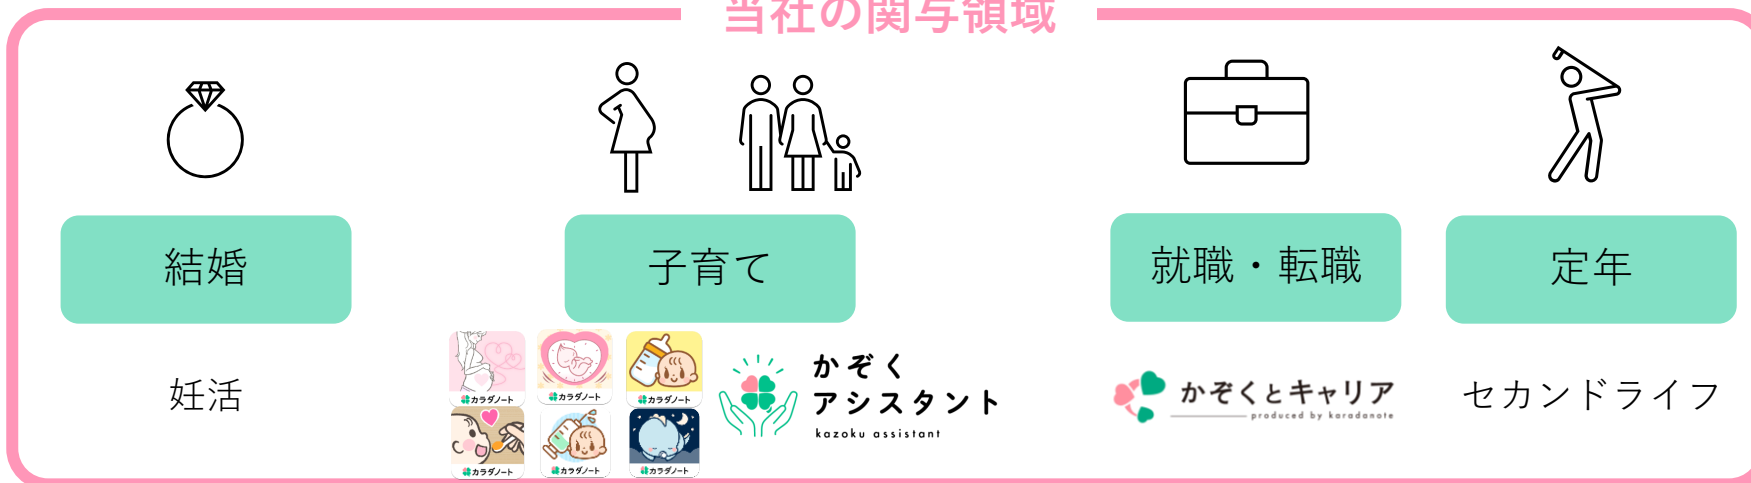 当社の関与領域
結婚
子育て
就職・転職
定年
妊活
カラダノート
カラダノート
カラダノート
カラダノート
カラダノート
カラダノート
かぞく
アシスタント
kazoku assistant
かぞくとキャリア
produced by karadanote
セカンドライフ